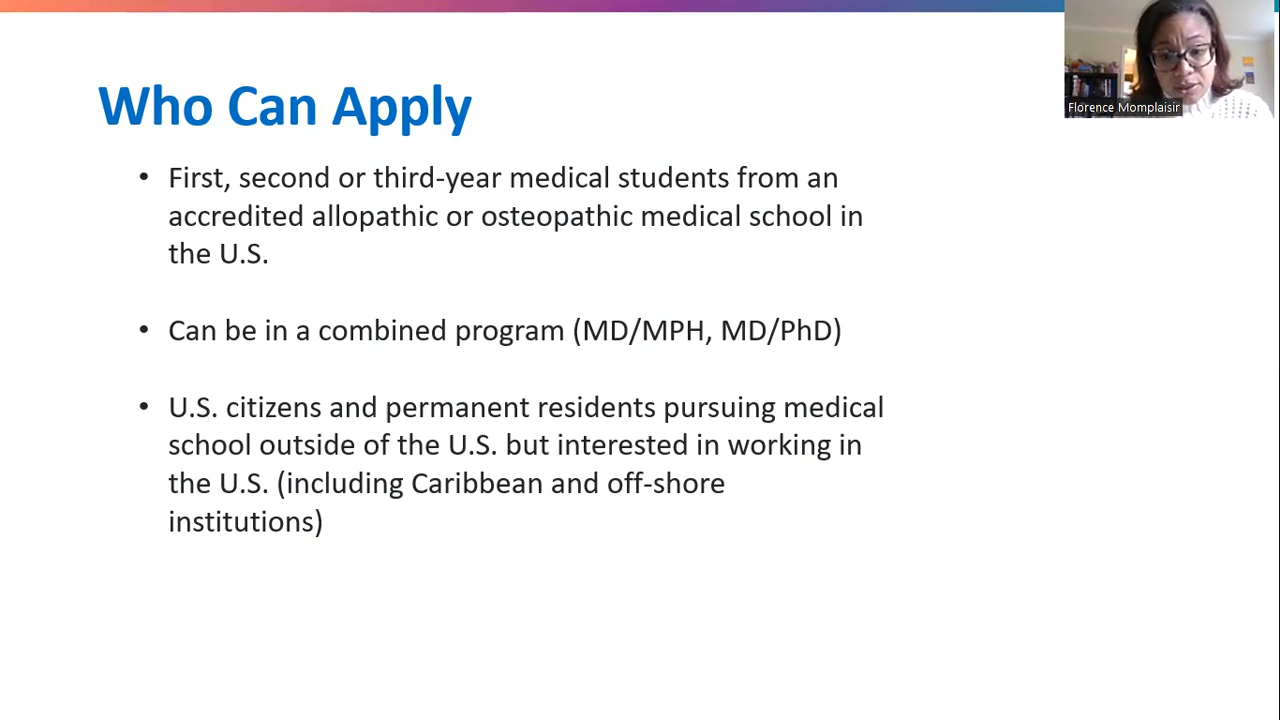 Who Can Apply
• First, second or third-year medical students from an
accredited allopathic or osteopathic medical school in
the U.S.
• Can be in a combined program (MD/MPH, MD/PhD)
• U.S. citizens and permanent residents pursuing medical
school outside of the U.S. but interested in working in
the U.S. (including Caribbean and off-shore
institutions)
Florence Momplaisir